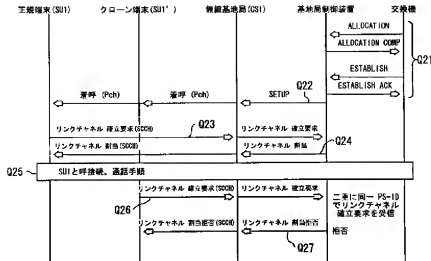 正規端末(SU1) クローン端末(SU1') 無線基地局(CS1) 基地局制御装置 交換機
ALLOCATION
ALLOCATION COMP
Q21
ESTABLISH
ESTABLISH ACK
着呼 (Pch) 着呼 (Pch) SETUP Q22
リンクチャネル 確立要求(SCCH) Q23 リンクチャネル 確立要求
リンクチャネル 割当(SCCH) リンクチャネル 割当 Q24
Q25 SU1と呼接続、通話手順
リンクチャネル 確立要求(SCCH) リンクチャネル 確立要求
Q26
二重に同一 PS-ID
でリンクチャネル
確立要求を受信
リンクチャネル 割当拒否(SCCH) リンクチャネル 割当拒否 拒否
Q27